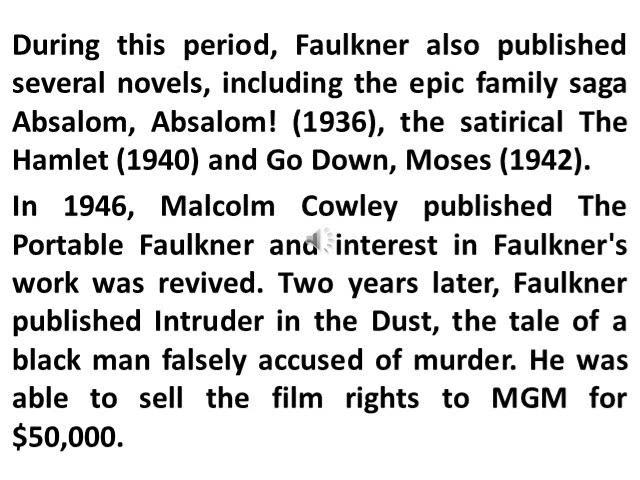 During this period, Faulkner also published
several novels, including the epic family saga
Absalom, Absalom! (1936), the satirical The
Hamlet (1940) and Go Down, Moses (1942).
In 1946, Malcolm Cowley published The
Portable Faulkner and interest in Faulkner's
work was revived. Two years later, Faulkner
published Intruder in the Dust, the tale of a
black man falsely accused of murder. He was
able to sell the film rights to MGM for
$50,000.